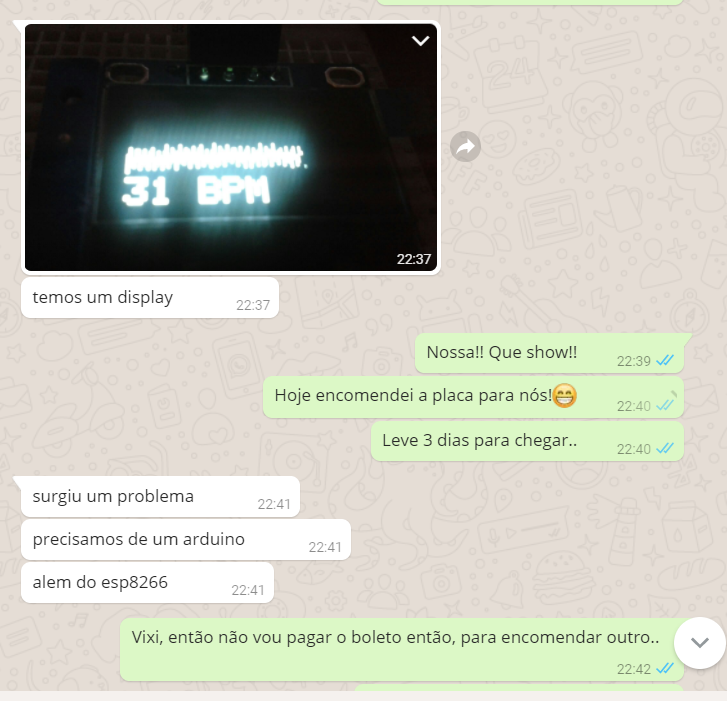 31 BPM
22:37
temos um display
22:37
Nossa!! Que show!!
22:39
Hoje encomendei a placa para nós!😁
22:40
Leve 3 dias para chegar..
22:40
surgiu um problema
22:41
precisamos de um arduino
22:41
alem do esp8266
22:41
Vixi, então não vou pagar o boleto então, para encomendar outro..
22:42